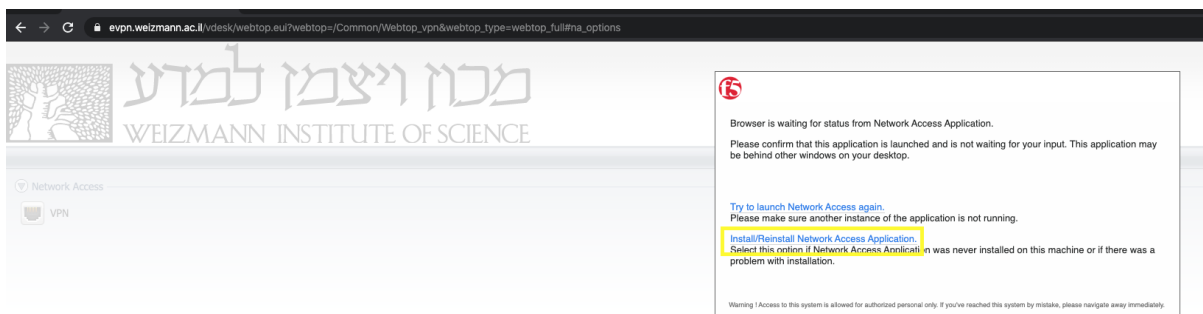 evpn.weizmann.ac.il/vdesk/webtop.eui?webtop=/Common/Webtop_vpn&webtop_type=webtop_full#na_options
מכון ויצמן למדע
WEIZMANN INSTITUTE OF SCIENCE
Network Access
VPN
f5
Browser is waiting for status from Network Access Application.
Please confirm that this application is launched and is not waiting for your input. This application may
be behind other windows on your desktop.
Try to launch Network Access again.
Please make sure another instance of the application is not running.
Install/Reinstall Network Access Application.
Select this option if Network Access Application was never installed on this machine or if there was a
problem with installation.
Warning ! Access to this system is allowed for authorized personal only. If you've reached this system by mistake, please navigate away immediately.